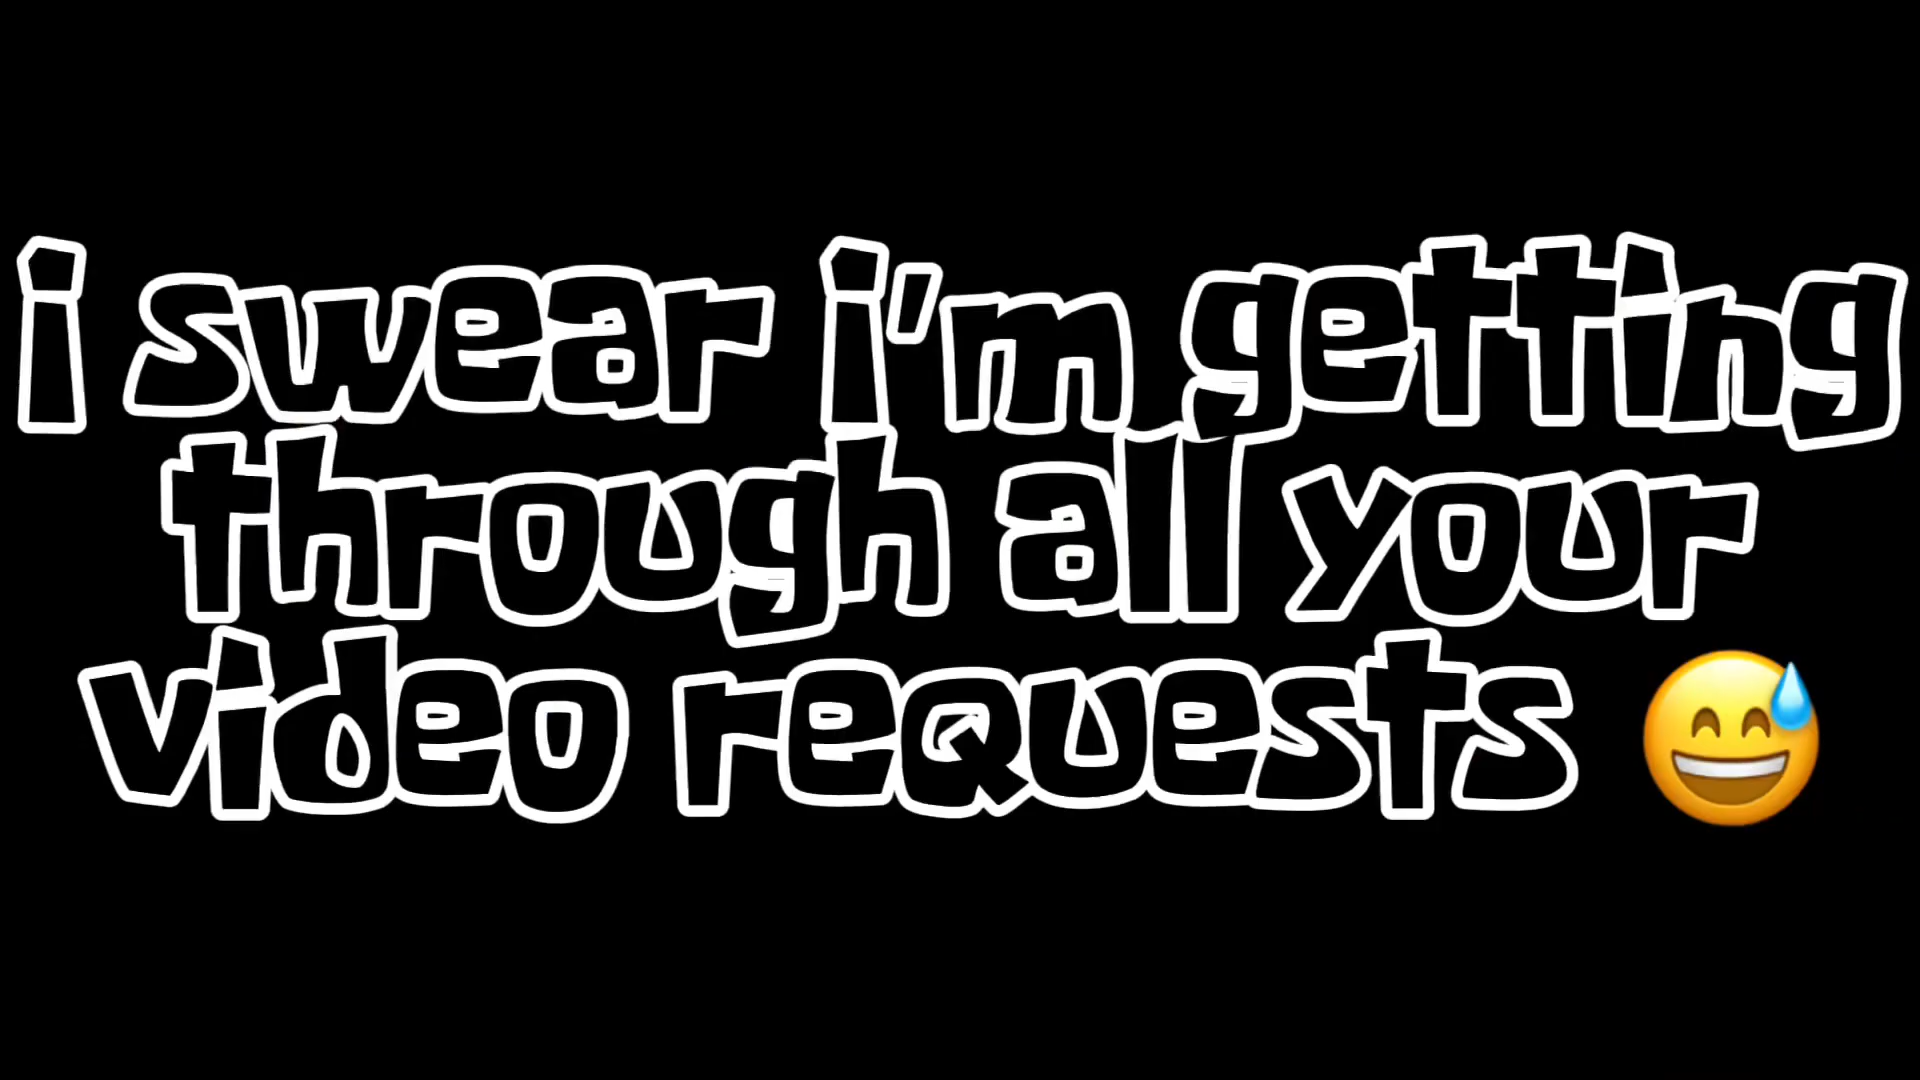 i swear i'm getting
through all your
video requests 😅